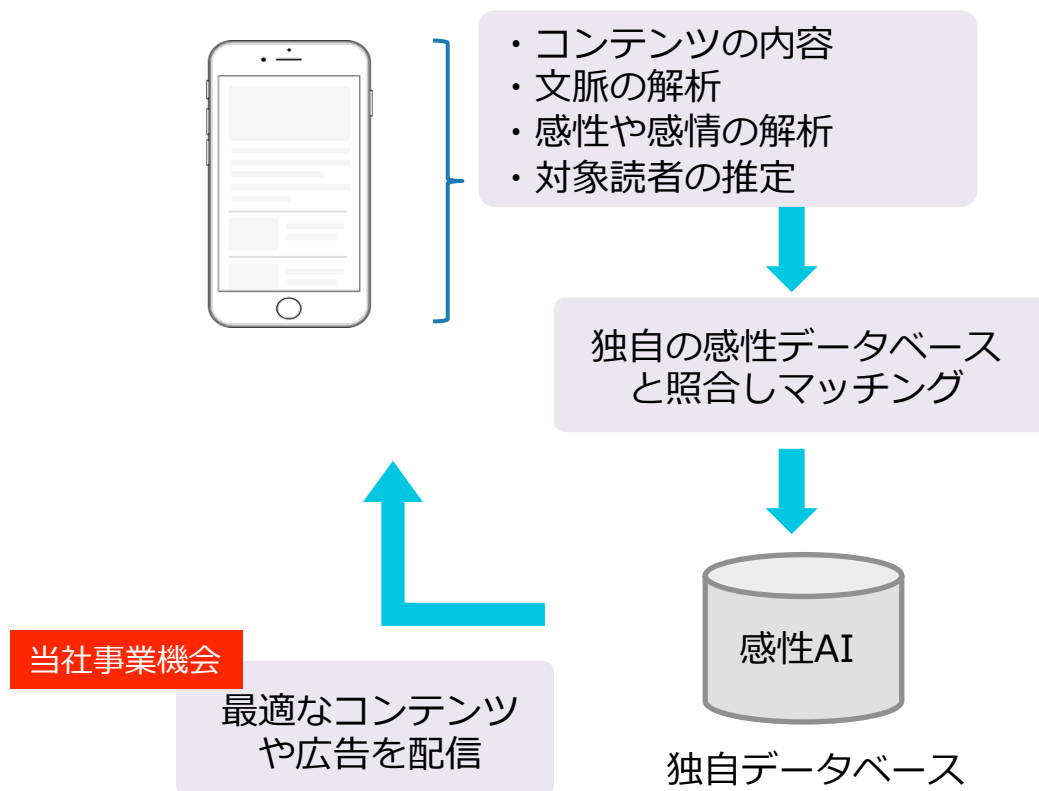 ・コンテンツの内容
・文脈の解析
・感性や感情の解析
・対象読者の推定
独自の感性データベース
と照合しマッチング
感性AI
独自データベース
当社事業機会
最適なコンテンツ
や広告を配信